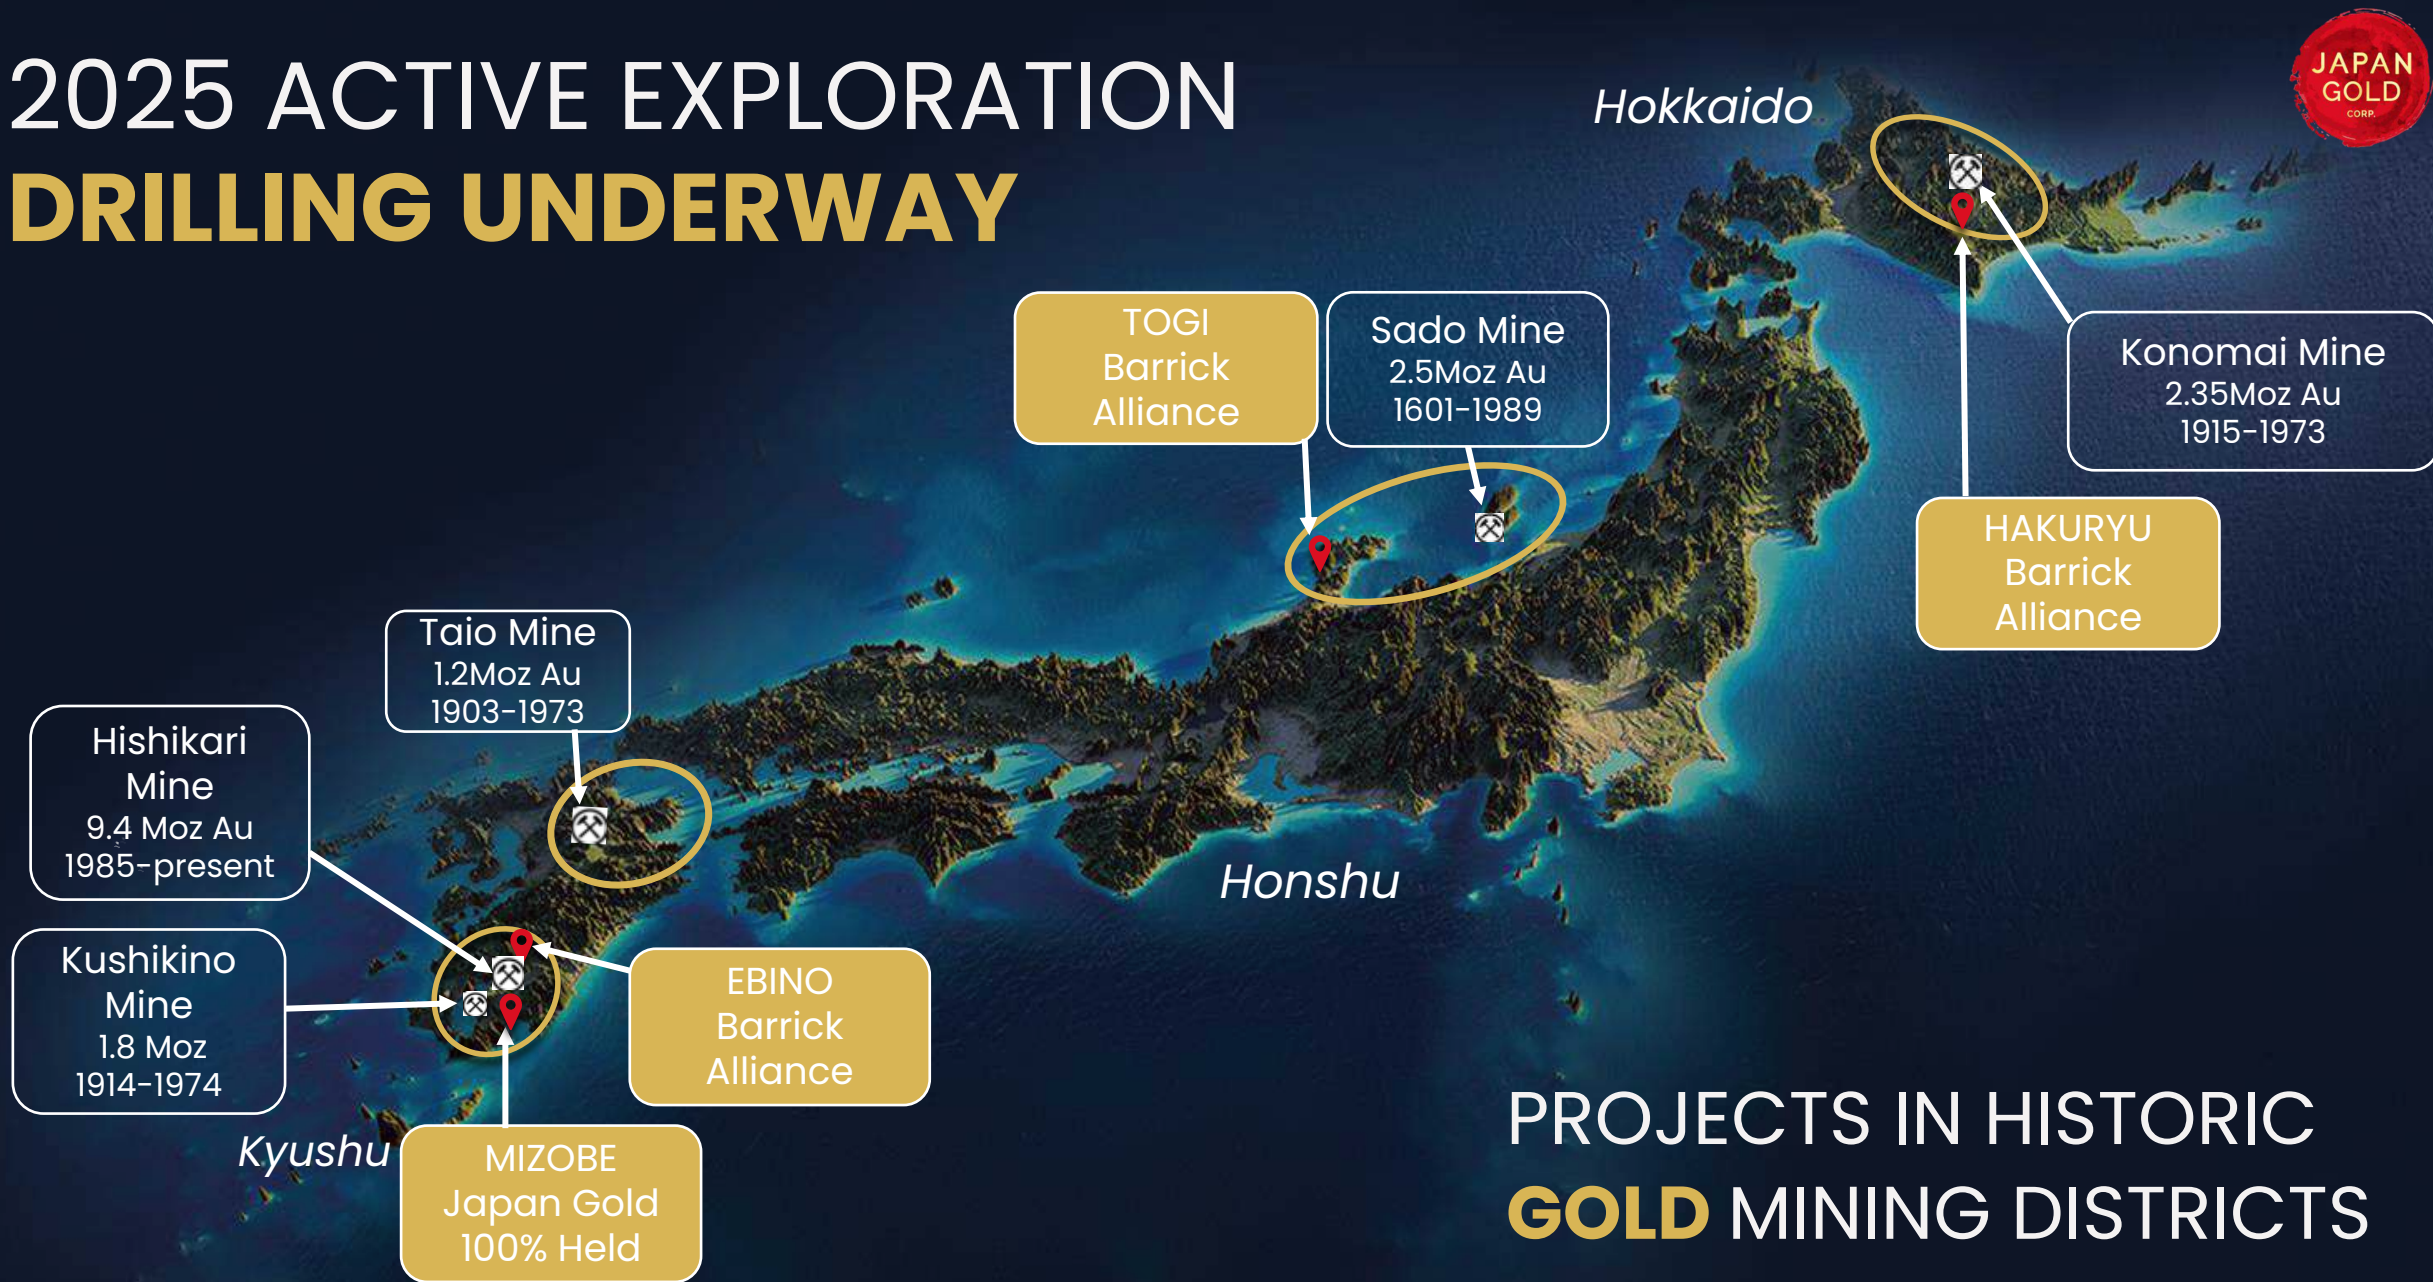 2025 ACTIVE EXPLORATION
DRILLING UNDERWAY
JAPAN
GOLD
CORP.
Hokkaido
TOGI
Barrick
Alliance
Sado Mine
2.5Moz Au
1601-1989
Konomai Mine
2.35Moz Au
1915-1973
HAKURYU
Barrick
Alliance
Taio Mine
1.2Moz Au
1903-1973
Hishikari
Mine
9.4 Moz Au
1985-present
Honshu
Kushikino
Mine
1.8 Moz
1914-1974
EBINO
Barrick
Alliance
Kyushu
MIZOBE
Japan Gold
100% Held
PROJECTS IN HISTORIC
GOLD MINING DISTRICTS